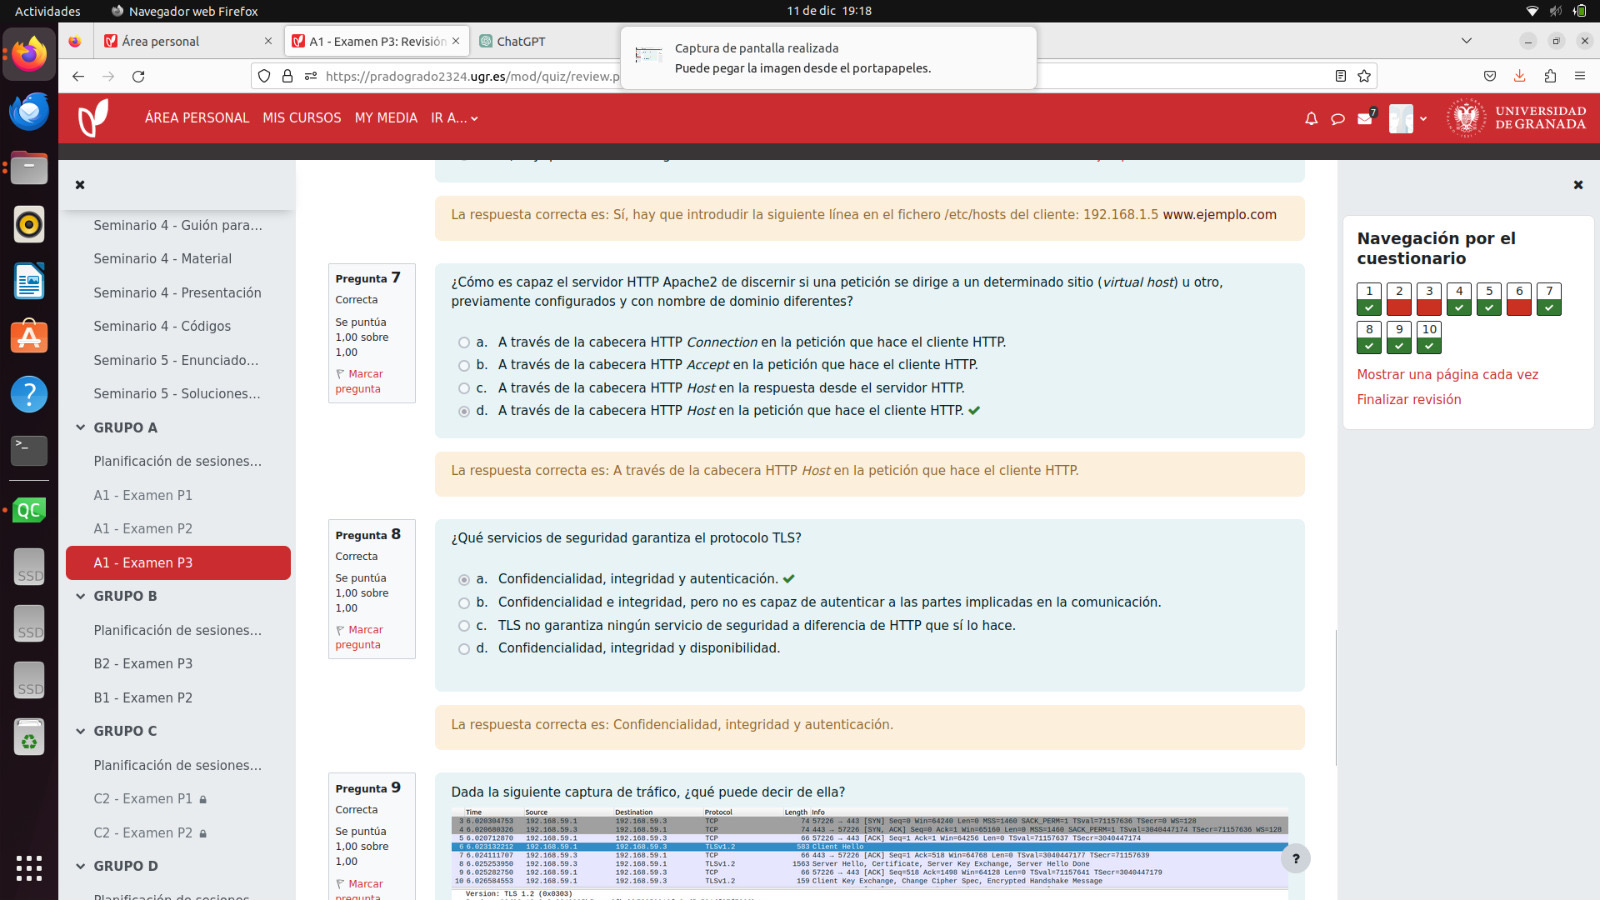 Actividades
Navegador web Firefox
11 de dic 19:18
Área personal
A1 - Examen P3: Revisión
ChatGPT
Captura de pantalla realizada
Puede pegar la imagen desde el portapapeles.
https://pradogrado2324.ugr.es/mod/quiz/review.p
ÁREA PERSONAL MIS CURSOS MY MEDIA IR A...
7
UNIVERSIDAD
DE GRANADA
Seminario 4 - Guión para...
Seminario 4 - Material
Seminario 4 - Presentación
Seminario 4 - Códigos
Seminario 5 - Enunciado...
Seminario 5 - Soluciones...
GRUPO A
Planificación de sesiones...
A1 - Examen P1
A1 - Examen P2
A1 - Examen P3
GRUPO B
Planificación de sesiones...
B2 - Examen P3
B1 - Examen P2
GRUPO C
Planificación de sesiones...
C2 - Examen P1
C2 - Examen P2
GRUPO D
Planificación de sesiones
QC
SSD
SSD
SSD
La respuesta correcta es: Sí, hay que introdudir la siguiente línea en el fichero /etc/hosts del cliente: 192.168.1.5 www.ejemplo.com
Pregunta 7
Correcta
Se puntúa
1,00 sobre
1,00
Marcar
pregunta
¿Cómo es capaz el servidor HTTP Apache2 de discernir si una petición se dirige a un determinado sitio (virtual host) u otro,
previamente configurados y con nombre de dominio diferentes?
a. A través de la cabecera HTTP Connection en la petición que hace el cliente HTTP.
b. A través de la cabecera HTTP Accept en la petición que hace el cliente HTTP.
c. A través de la cabecera HTTP Host en la respuesta desde el servidor HTTP.
d. A través de la cabecera HTTP Host en la petición que hace el cliente HTTP.
La respuesta correcta es: A través de la cabecera HTTP Host en la petición que hace el cliente HTTP.
Pregunta 8
Correcta
Se puntúa
1,00 sobre
1,00
Marcar
pregunta
¿Qué servicios de seguridad garantiza el protocolo TLS?
a. Confidencialidad, integridad y autenticación.
b. Confidencialidad e integridad, pero no es capaz de autenticar a las partes implicadas en la comunicación.
c. TLS no garantiza ningún servicio de seguridad a diferencia de HTTP que sí lo hace.
d. Confidencialidad, integridad y disponibilidad.
La respuesta correcta es: Confidencialidad, integridad y autenticación.
Pregunta 9
Correcta
Se puntúa
1,00 sobre
1,00
Marcar
pregunta
Dada la siguiente captura de tráfico, ¿qué puede decir de ella?
Time Source Destination Protocol Length Info
3 6.020304753 192.168.59.1 192.168.59.3 TCP 74 57226 → 443 [SYN] Seq=0 Win=64240 Len=0 MSS=1460 SACK_PERM=1 TSval=71157636 TSecr=0 WS=128
4 6.020680326 192.168.59.3 192.168.59.1 TCP 74 443 → 57226 [SYN, ACK] Seq=0 Ack=1 Win=65160 Len=0 MSS=1460 SACK_PERM=1 TSval=3040447174 TSecr=71157636 WS=128
5 6.020712870 192.168.59.1 192.168.59.3 TCP 66 57226 → 443 [ACK] Seq=1 Ack=1 Win=64256 Len=0 TSval=71157637 TSecr=3040447174
6 6.023132212 192.168.59.1 192.168.59.3 TLSv1.2 583 Client Hello
7 6.024111707 192.168.59.3 192.168.59.1 TCP 66 443 → 57226 [ACK] Seq=1 Ack=518 Win=64768 Len=0 TSval=3040447177 TSecr=71157639
8 6.025253950 192.168.59.3 192.168.59.1 TLSv1.2 1563 Server Hello, Certificate, Server Key Exchange, Server Hello Done
9 6.025282750 192.168.59.1 192.168.59.3 TCP 66 57226 → 443 [ACK] Seq=518 Ack=1498 Win=64128 Len=0 TSval=71157641 TSecr=3040447179
10 6.026584553 192.168.59.1 192.168.59.3 TLSv1.2 159 Client Key Exchange, Change Cipher Spec, Encrypted Handshake Message
Version: TLS 1.2 (0x0303)
Navegación por el
cuestionario
1 2 3 4 5 6 7
8 9 10
Mostrar una página cada vez
Finalizar revisión
?